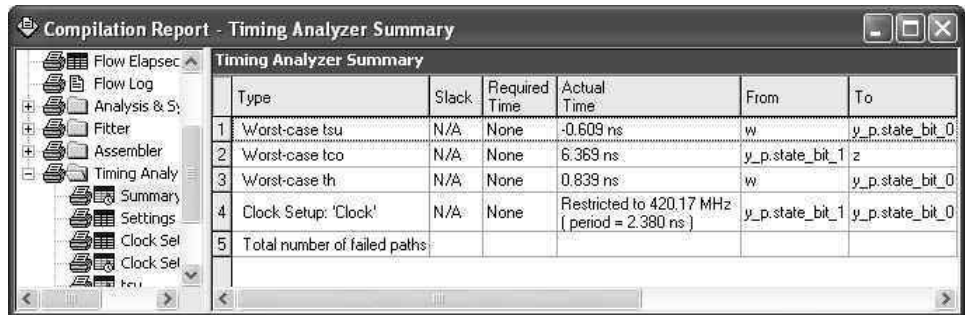 Compilation Report - Timing Analyzer Summary
Flow Elapsec
Flow Log
Analysis & Sy
Fitter
Assembler
Timing Analy
Summary
Settings
Clock Set
Clock Set
tsu
Timing Analyzer Summary
Type Slack Required Time Actual Time From To
1 Worst-case tsu N/A None -0.609 ns w y_p.state_bit_0
2 Worst-case tco N/A None 6.369 ns y_p.state_bit_1 z
3 Worst-case th N/A None 0.839 ns w y_p.state_bit_0
4 Clock Setup: 'Clock' N/A None Restricted to 420.17 MHz ( period = 2.380 ns ) y_p.state_bit_1 y_p.state_bit_0
5 Total number of failed paths